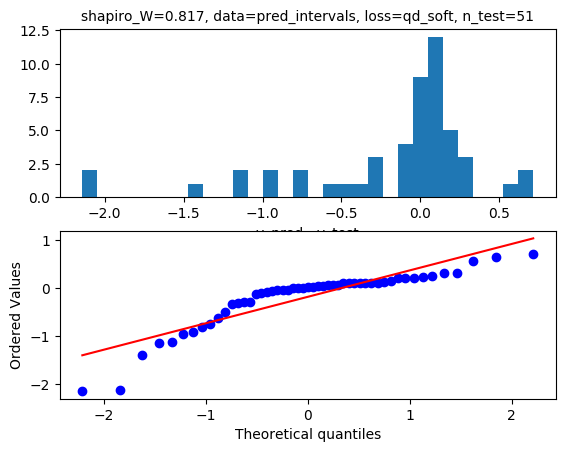 shapiro_W=0.817, data=pred_intervals, loss=qd_soft, n_test=51
12.5
10.0
7.5
5.0
2.5
0.0
−2.0 −1.5 −1.0 −0.5 0.0 0.5
1
0
−1
−2
Ordered Values
−2 −1 0 1 2
Theoretical quantiles